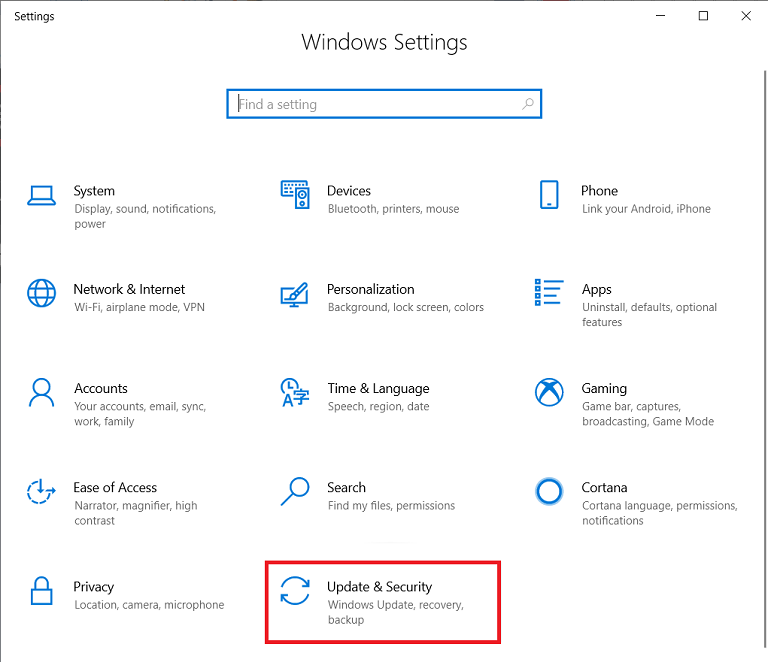 Settings
Windows Settings
Find a setting
System
Display, sound, notifications,
power
Devices
Bluetooth, printers, mouse
Phone
Link your Android, iPhone
Network & Internet
Wi-Fi, airplane mode, VPN
Personalization
Background, lock screen, colors
Apps
Uninstall, defaults, optional
features
Accounts
Your accounts, email, sync,
work, family
Time & Language
Speech, region, date
Gaming
Game bar, captures,
broadcasting, Game Mode
Ease of Access
Narrator, magnifier, high
contrast
Search
Find my files, permissions
Cortana
Cortana language, permissions,
notifications
Privacy
Location, camera, microphone
Update & Security
Windows Update, recovery,
backup